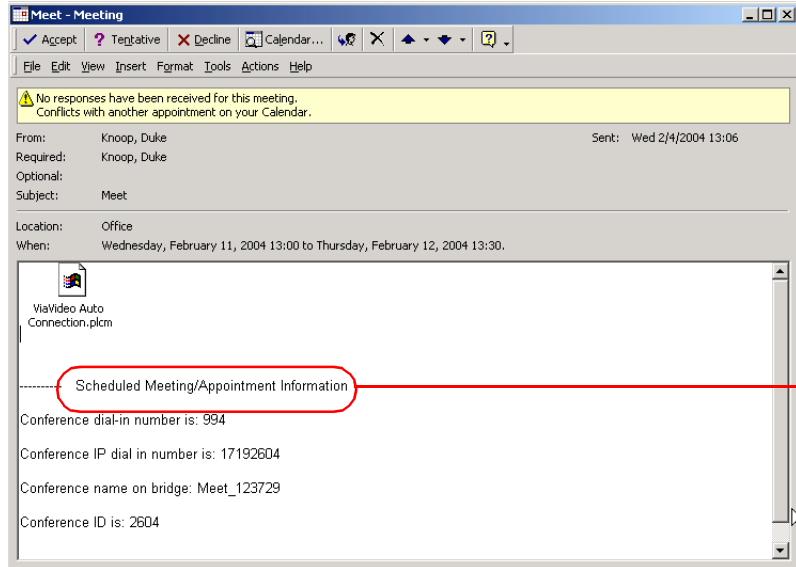 Meet - Meeting
Accept ? Tentative Decline Calendar...
File Edit View Insert Format Tools Actions Help
No responses have been received for this meeting.
Conflicts with another appointment on your Calendar.
From: Knoop, Duke Sent: Wed 2/4/2004 13:06
Required: Knoop, Duke
Optional:
Subject: Meet
Location: Office
When: Wednesday, February 11, 2004 13:00 to Thursday, February 12, 2004 13:30.
ViaVideo Auto
Connection.plcm
--------- Scheduled Meeting/Appointment Information
Conference dial-in number is: 994
Conference IP dial in number is: 17192604
Conference name on bridge: Meet_123729
Conference ID is: 2604